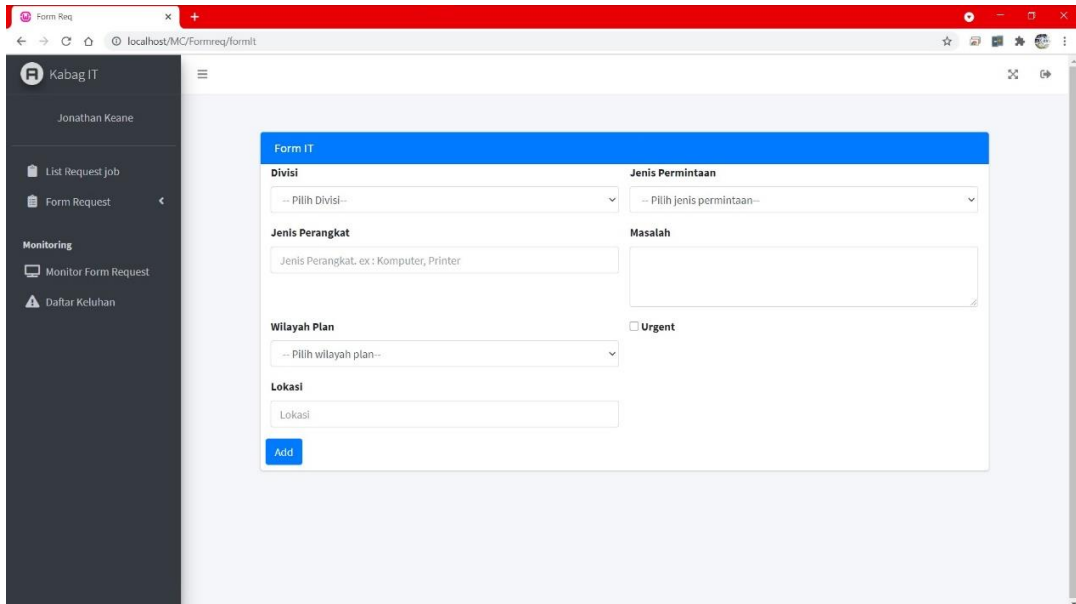 Form Req
localhost/MC/Formreq/formIt
Kabag IT
Jonathan Keane
List Request job
Form Request
Monitoring
Monitor Form Request
Daftar Keluhan
Form IT
Divisi
-- Pilih Divisi--
Jenis Permintaan
-- Pilih jenis permintaan--
Jenis Perangkat
Jenis Perangkat. ex : Komputer, Printer
Masalah
Wilayah Plan
-- Pilih wilayah plan--
Urgent
Lokasi
Lokasi
Add